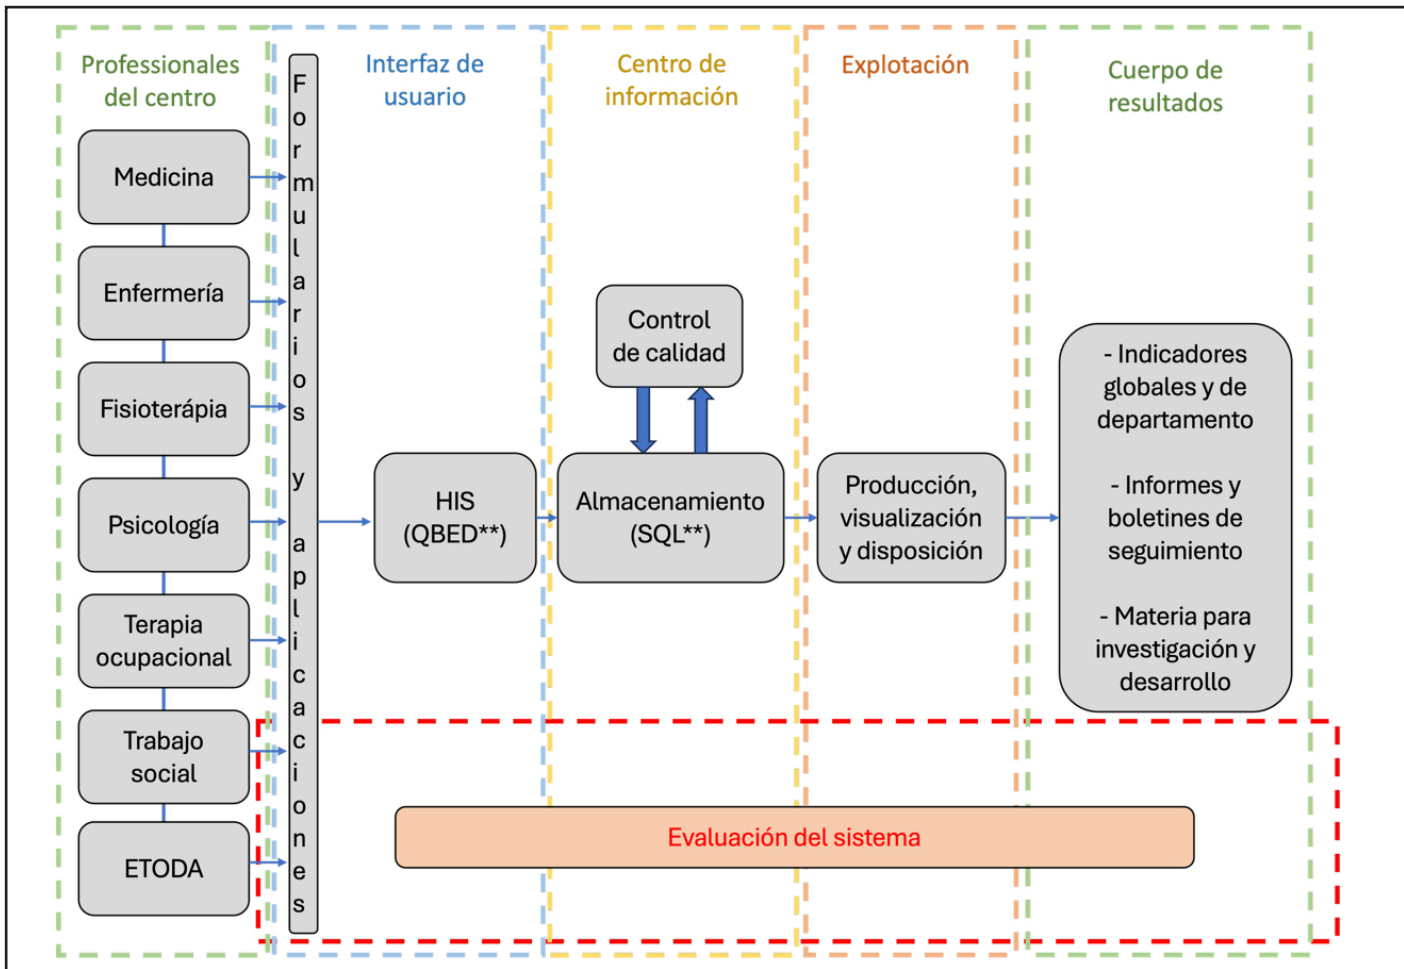 Professionales
del centro
Medicina
Enfermería
Fisioterápia
Psicología
Terapia
ocupacional
Trabajo
social
ETODA
Formularios y aplicaciones
Interfaz de
usuario
HIS
(QBED**)
Centro de
información
Control
de calidad
Almacenamiento
(SQL**)
Explotación
Producción,
visualización
y disposición
Cuerpo de
resultados
- Indicadores
globales y de
departamento
- Informes y
boletines de
seguimiento
- Materia para
investigación y
desarrollo
Evaluación del sistema